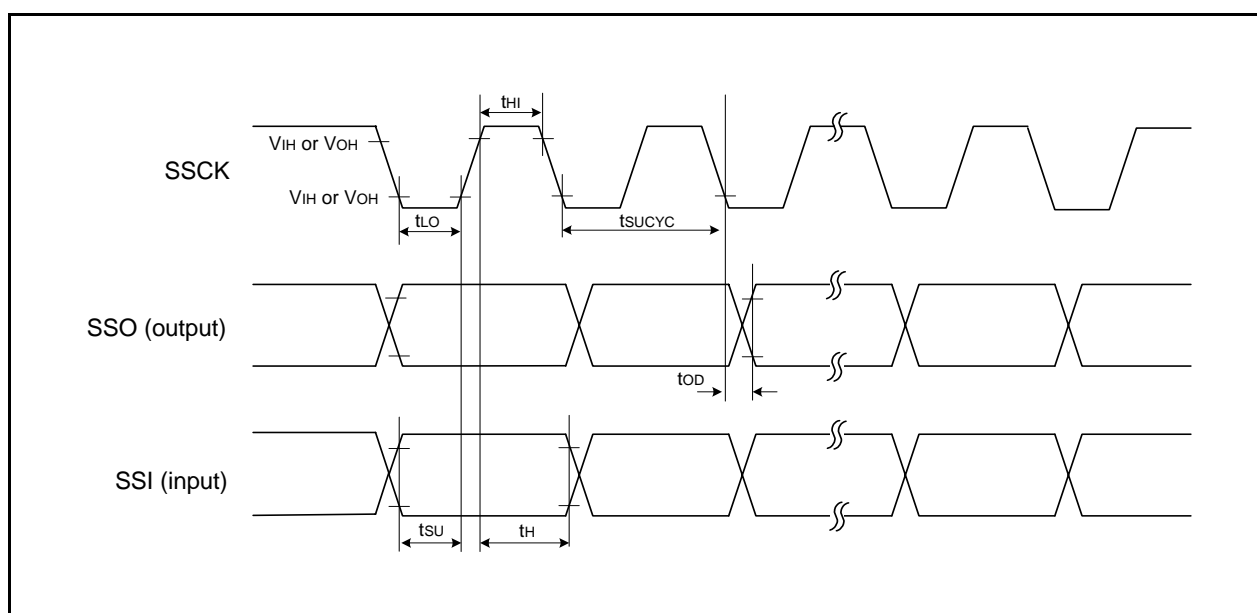 tHI
VIH or VOH
SSCK
VIH or VOH
tLO
tSUCYC
SSO (output)
tOD
SSI (input)
tSU
tH